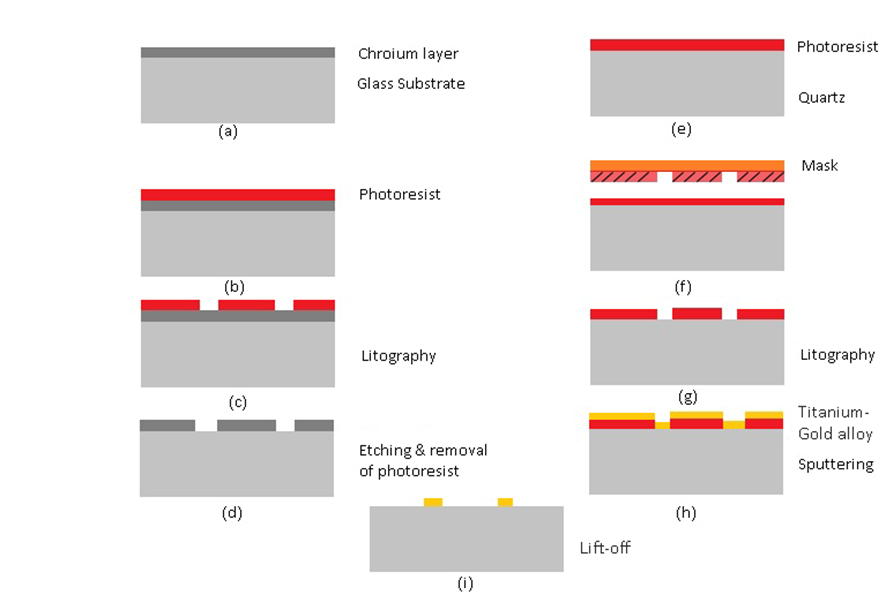 Chroium layer
Glass Substrate
(a)
Photoresist
(b)
Litography
(c)
Etching & removal
of photoresist
(d)
Photoresist
Quartz
(e)
Mask
(f)
Litography
(g)
Titanium-
Gold alloy
Sputtering
(h)
Lift-off
(i)